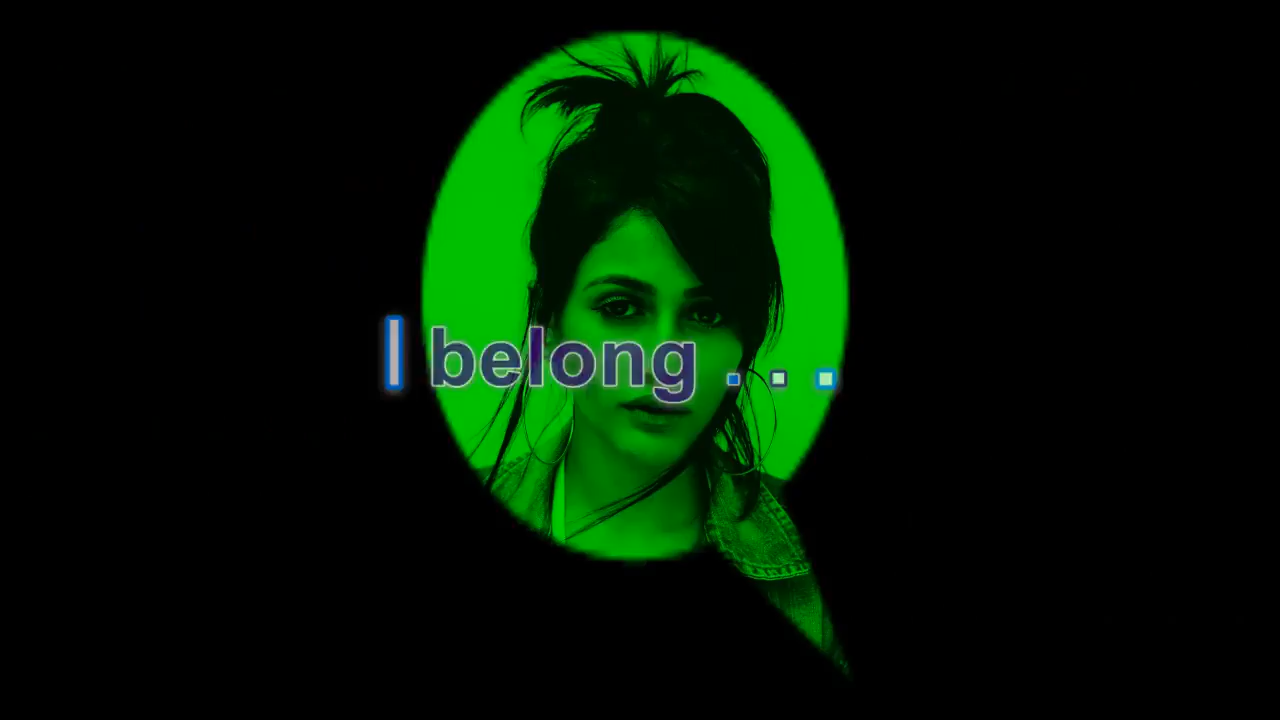 I belong . . .